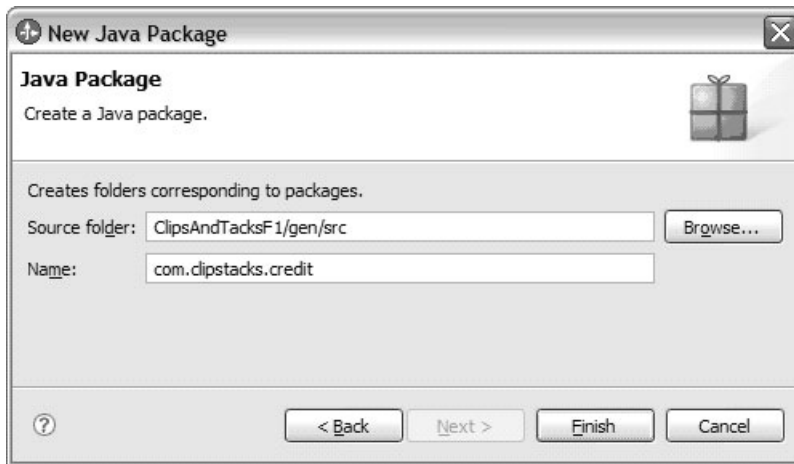 New Java Package
Java Package
Create a Java package.
Creates folders corresponding to packages.
Source folder: ClipsAndTacksF1/gen/src Browse...
Name: com.clipstacks.credit
? < Back Next > Finish Cancel